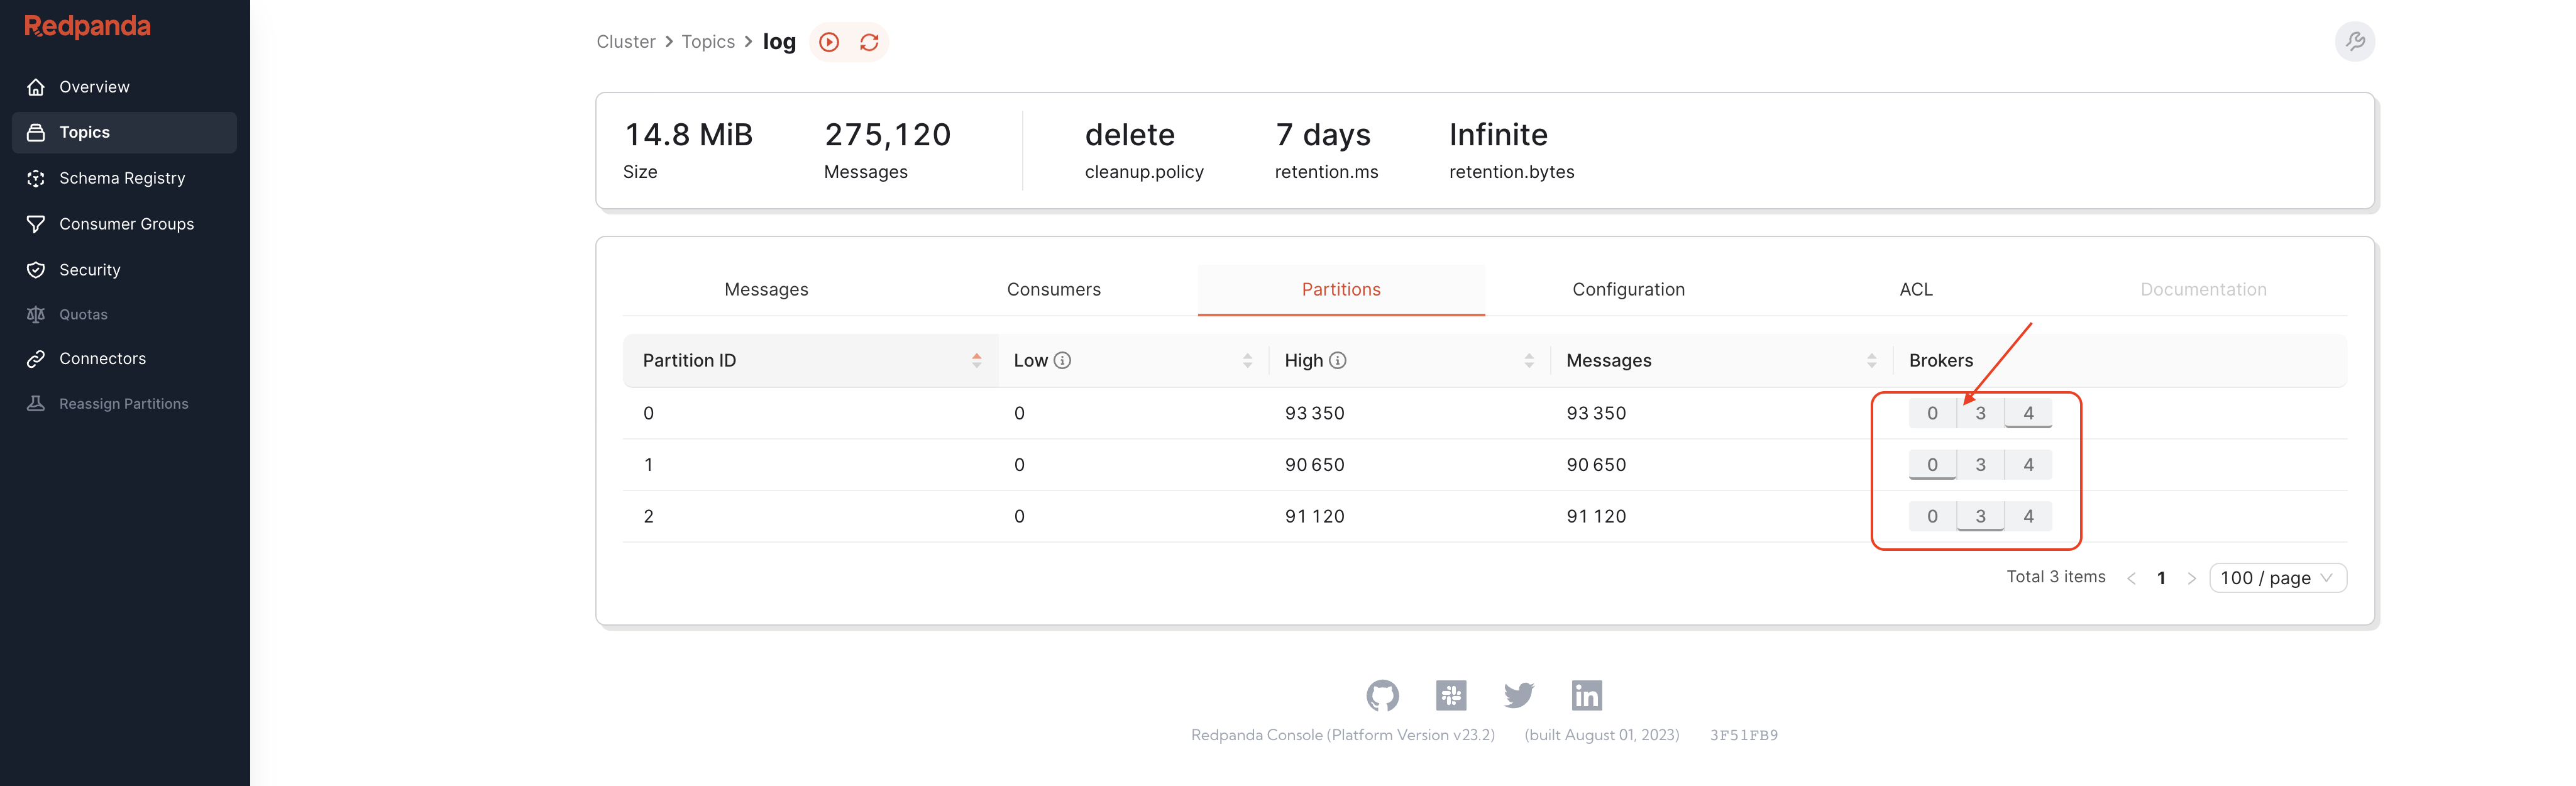 Redpanda
Overview
Topics
Schema Registry
Consumer Groups
Security
Quotas
Connectors
Reassign Partitions
Cluster > Topics > log
14.8 MiB 275,120 delete 7 days Infinite
Size Messages cleanup.policy retention.ms retention.bytes
Messages Consumers Partitions Configuration ACL Documentation
Partition ID Low High Messages Brokers
0 0 93 350 93 350 0 3 4
1 0 90 650 90 650 0 3 4
2 0 91 120 91 120 0 3 4
Total 3 items < 1 > 100 / page
Redpanda Console (Platform Version v23.2) (built August 01, 2023) 3F51FB9